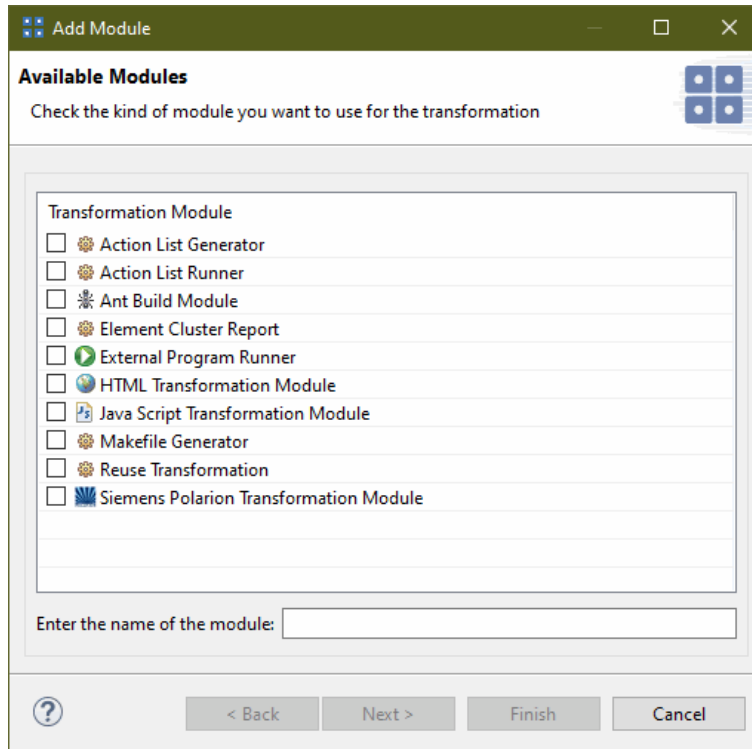 Add Module
Available Modules
Check the kind of module you want to use for the transformation
Transformation Module
Action List Generator
Action List Runner
Ant Build Module
Element Cluster Report
External Program Runner
HTML Transformation Module
Java Script Transformation Module
Makefile Generator
Reuse Transformation
Siemens Polarion Transformation Module
Enter the name of the module:
? < Back Next > Finish Cancel